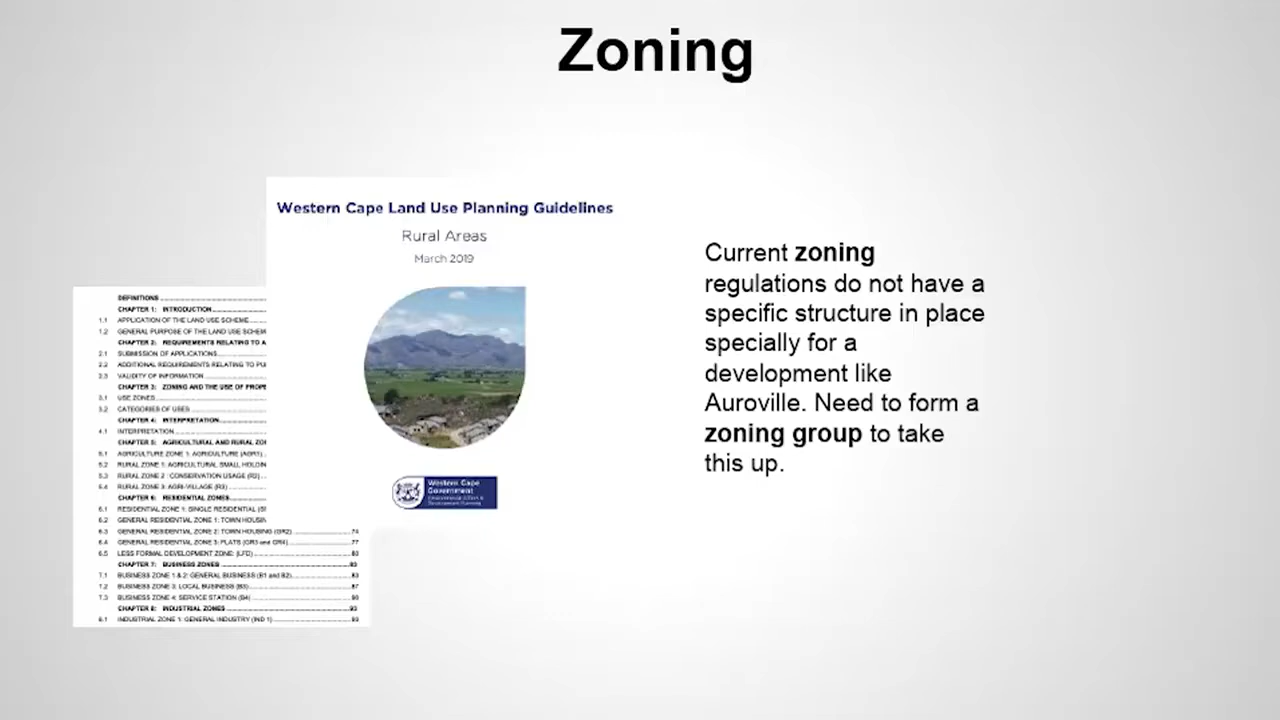 Zoning
Western Cape Land Use Planning Guidelines
Rural Areas
March 2019
Western Cape
Government
DEFINITIONS
CHAPTER 1: INTRODUCTION
1.1 APPLICATION OF THE LAND USE SCHEME
1.2 GENERAL PURPOSE OF THE LAND USE SCHEM
CHAPTER 2: REQUIREMENTS RELATING TO A
2.1 SUBMISSION OF APPLICATIONS
2.2 ADDITIONAL REQUIREMENTS RELATING TO PU
2.3 VALIDITY OF INFORMATION
CHAPTER 3: ZONING AND THE USE OF PROPE
3.1 USE ZONES
3.2 CATEGORIES OF USES
CHAPTER 4: INTERPRETATION
4.1 INTERPRETATION
CHAPTER 5: AGRICULTURAL AND RURAL ZO
5.1 AGRICULTURE ZONE 1: AGRICULTURE (AGR1)
5.2 RURAL ZONE 1: AGRICULTURAL SMALL HOLDIN
5.3 RURAL ZONE 2 : CONSERVATION USAGE (R2)
5.4 RURAL ZONE 3: AGRI-VILLAGE (R3)
CHAPTER 6: RESIDENTIAL ZONES
6.1 RESIDENTIAL ZONE 1: SINGLE RESIDENTIAL (S
6.2 GENERAL RESIDENTIAL ZONE 1: TOWN HOUSIN
6.3 GENERAL RESIDENTIAL ZONE 2: TOWN HOUSING (GR2) 74
6.4 GENERAL RESIDENTIAL ZONE 3: FLATS (GR3 and GR4) 77
6.5 LESS FORMAL DEVELOPMENT ZONE: (LFD) 80
CHAPTER 7: BUSINESS ZONES
7.1 BUSINESS ZONE 1 & 2: GENERAL BUSINESS (B1 and B2)
7.2 BUSINESS ZONE 3: LOCAL BUSINESS (B3) 87
7.3 BUSINESS ZONE 4: SERVICE STATION (B4) 90
CHAPTER 8: INDUSTRIAL ZONES 93
8.1 INDUSTRIAL ZONE 1: GENERAL INDUSTRY (IND 1) 93
Current zoning
regulations do not have a
specific structure in place
specially for a
development like
Auroville. Need to form a
zoning group to take
this up.